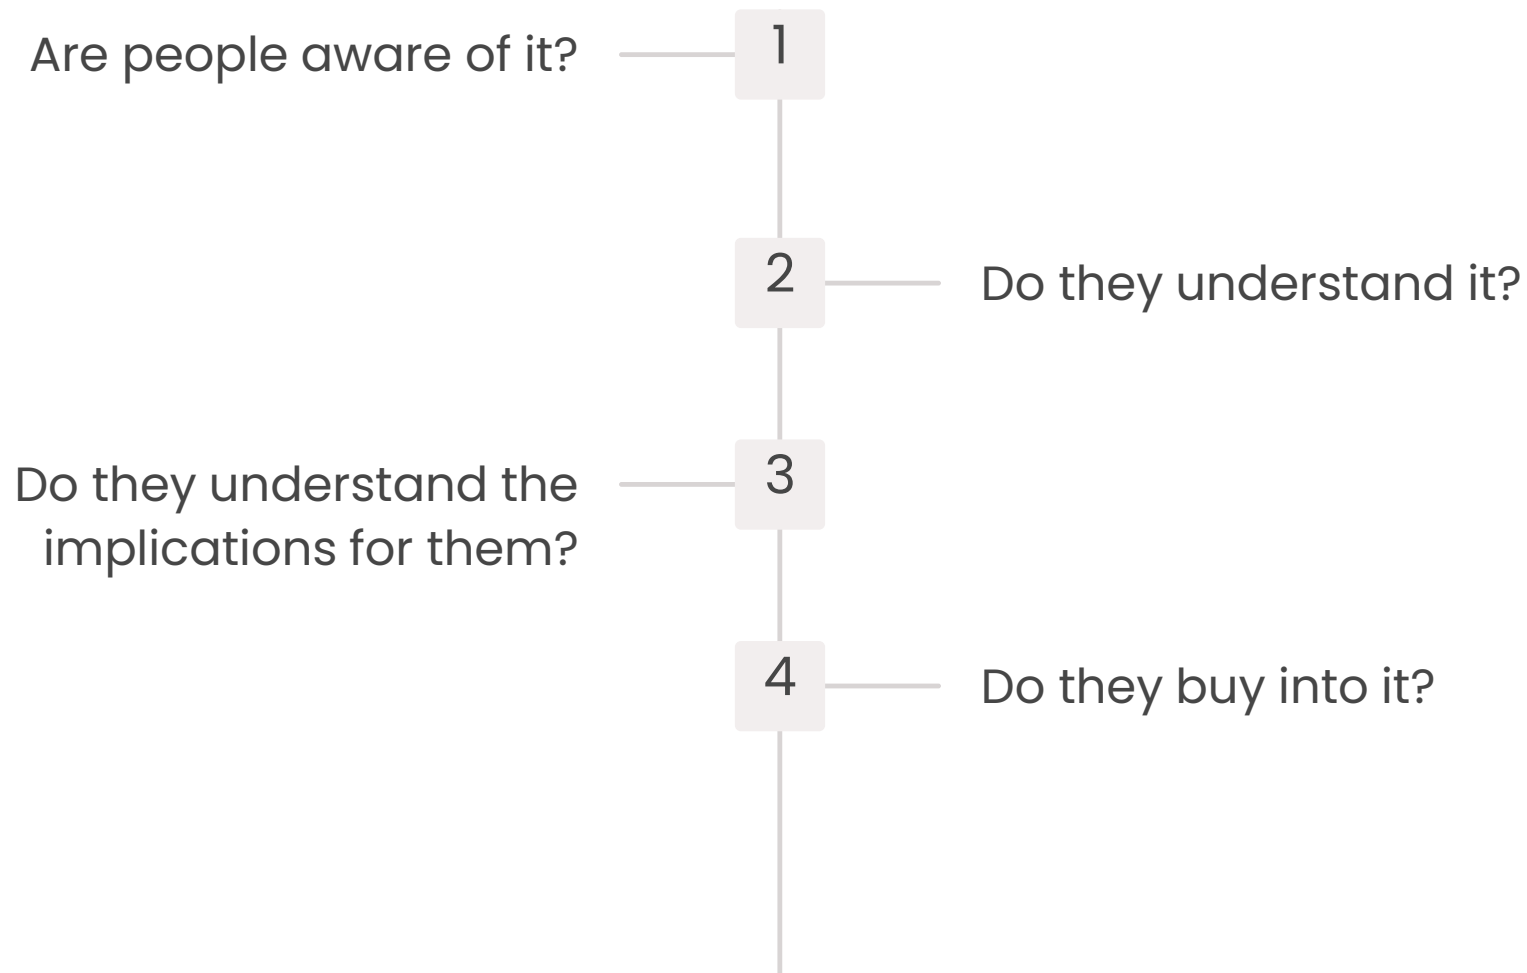 Are people aware of it?
1
2
Do they understand it?
Do they understand the
implications for them?
3
4
Do they buy into it?